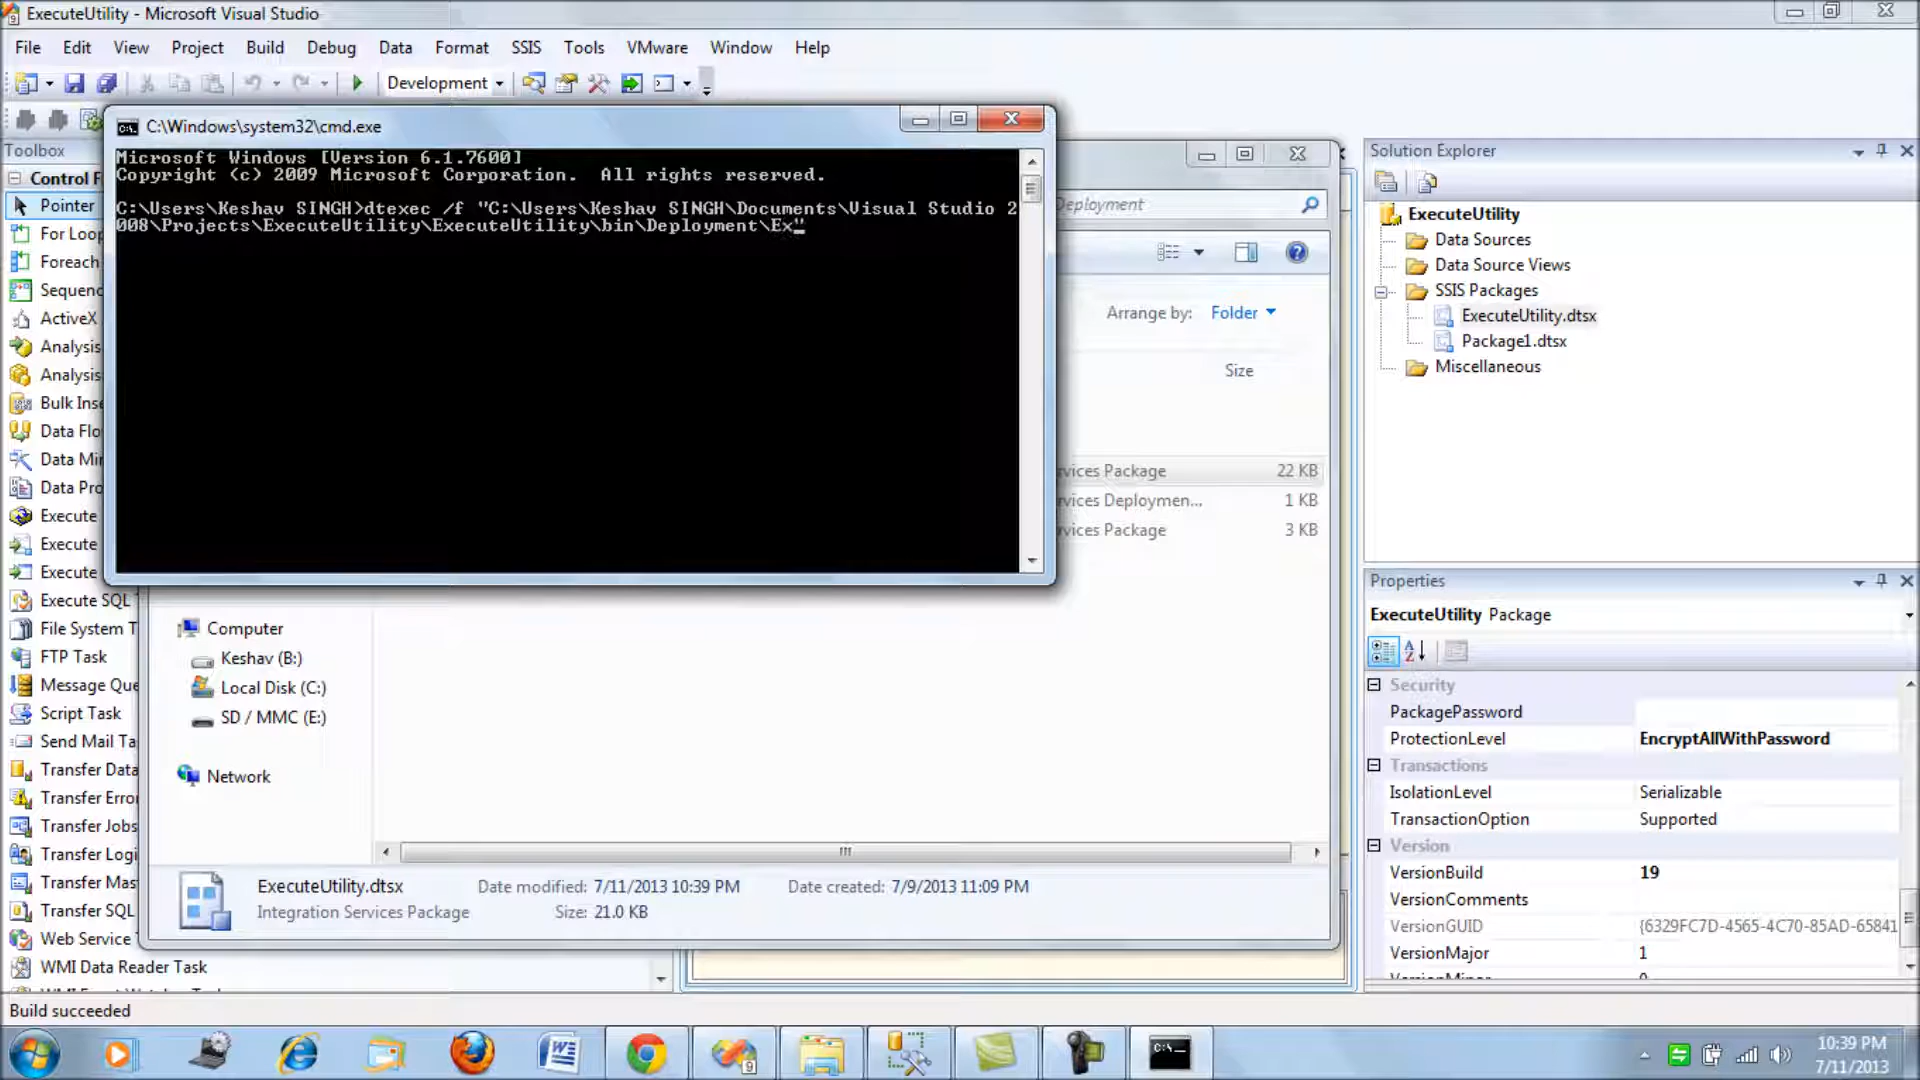 ExecuteUtility - Microsoft Visual Studio
File Edit View Project Build Debug Data Format SSIS Tools VMware Window Help
Development
C:\Windows\system32\cmd.exe
Microsoft Windows [Version 6.1.7600]
Copyright (c) 2009 Microsoft Corporation.  All rights reserved.
C:\Users\Keshav SINGH>dtexec /f "C:\Users\Keshav SINGH\Documents\Visual Studio 2
008\Projects\ExecuteUtility\ExecuteUtility\bin\Deployment\Ex"
Toolbox
Control F
Pointer
For Loop
Foreach
Sequenc
ActiveX
Analysis
Analysis
Bulk Inse
Data Flo
Data Min
Data Pro
Execute
Execute
Execute
Execute SQL
File System T
FTP Task
Message Que
Script Task
Send Mail Ta
Transfer Data
Transfer Erro
Transfer Jobs
Transfer Logi
Transfer Mas
Transfer SQL
Web Service
WMI Data Reader Task
Deployment
Arrange by: Folder
Size
vices Package 22 KB
vices Deploymen... 1 KB
vices Package 3 KB
Computer
Keshav (B:)
Local Disk (C:)
SD / MMC (E:)
Network
ExecuteUtility.dtsx Date modified: 7/11/2013 10:39 PM Date created: 7/9/2013 11:09 PM
Integration Services Package Size: 21.0 KB
Solution Explorer
ExecuteUtility
Data Sources
Data Source Views
SSIS Packages
ExecuteUtility.dtsx
Package1.dtsx
Miscellaneous
Properties
ExecuteUtility Package
Security
PackagePassword
ProtectionLevel EncryptAllWithPassword
Transactions
IsolationLevel Serializable
TransactionOption Supported
Version
VersionBuild 19
VersionComments
VersionGUID {6329FC7D-4565-4C70-85AD-65841
VersionMajor 1
Build succeeded
10:39 PM
7/11/2013